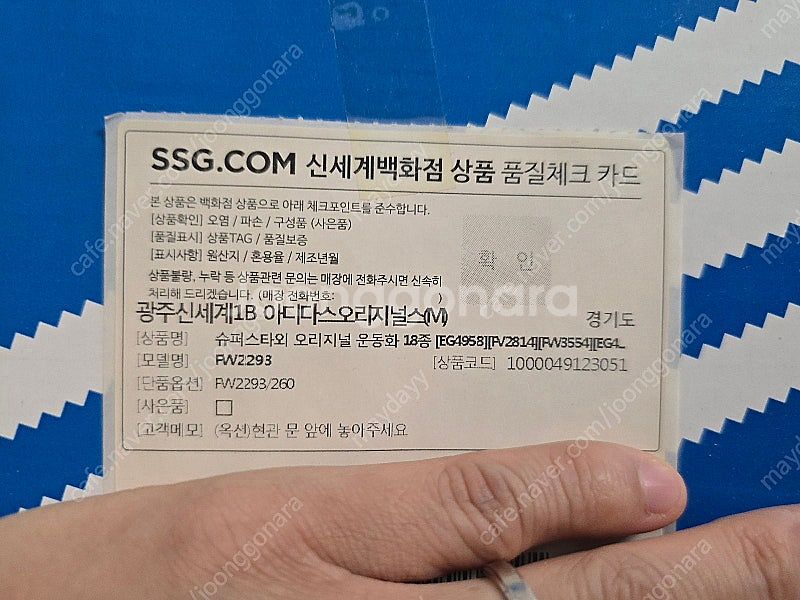 SSG.COM 신세계백화점 상품 품질체크 카드
본 상품은 백화점 상품으로 아래 체크포인트를 준수합니다.
[상품확인] 오염 / 파손 / 구성품 (사은품)
[품질표시] 상품TAG / 품질보증
[표시사항] 원산지 / 혼용율 / 제조년월
확 인
상품불량, 누락 등 상품관련 문의는 매장에 전화주시면 신속히
처리해 드리겠습니다. (매장 전화번호: )
joonggonara
광주신세계1B 아디다스오리지널스(M) 경기도
[상품명] 슈퍼스타외 오리지널 운동화 18종 [EG4958][FV2814][FW3554][EG4...
[모델명] FW2293 [상품코드] 1000049123051
[단품옵션] FW2293/260
[사은품] □
[고객메모] (옥션)현관 문 앞에 놓아주세요
cafe.naver.com/joonggonara
maydayy